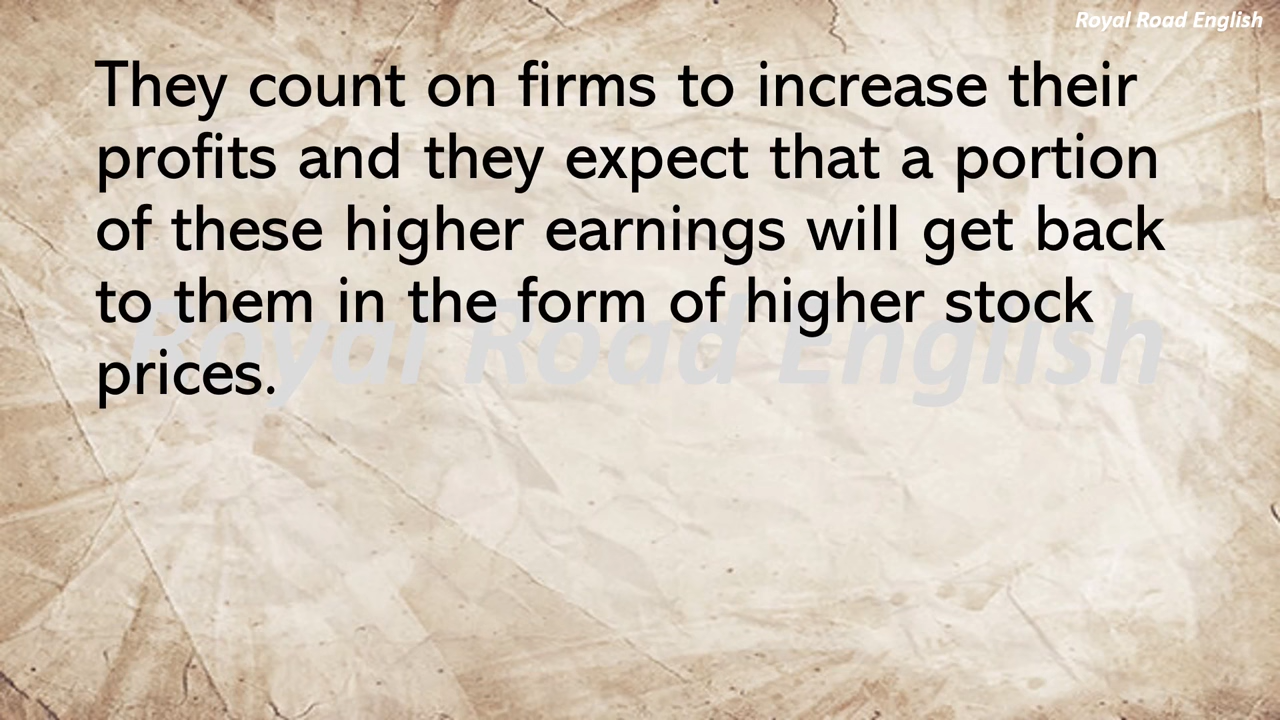 Royal Road English
They count on firms to increase their
profits and they expect that a portion
of these higher earnings will get back
to them in the form of higher stock
prices.
Royal Road English